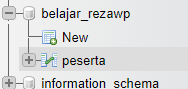 belajar_rezawp
New
peserta
information_schema